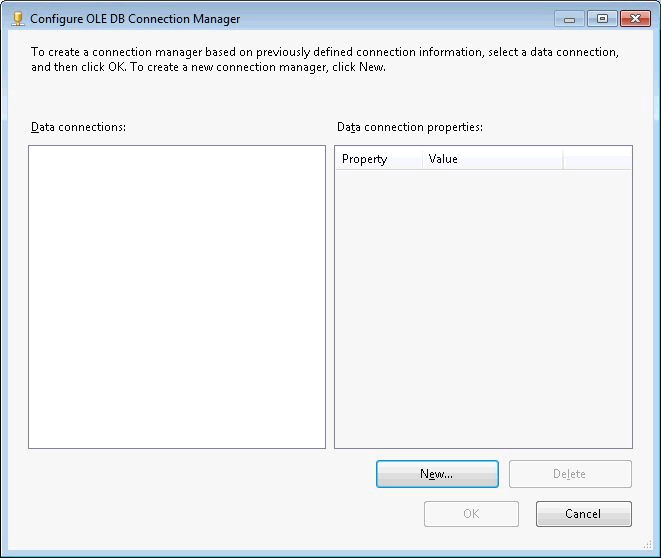 Configure OLE DB Connection Manager
To create a connection manager based on previously defined connection information, select a data connection,
and then click OK. To create a new connection manager, click New.
Data connections:
Data connection properties:
Property Value
New...
Delete
OK
Cancel